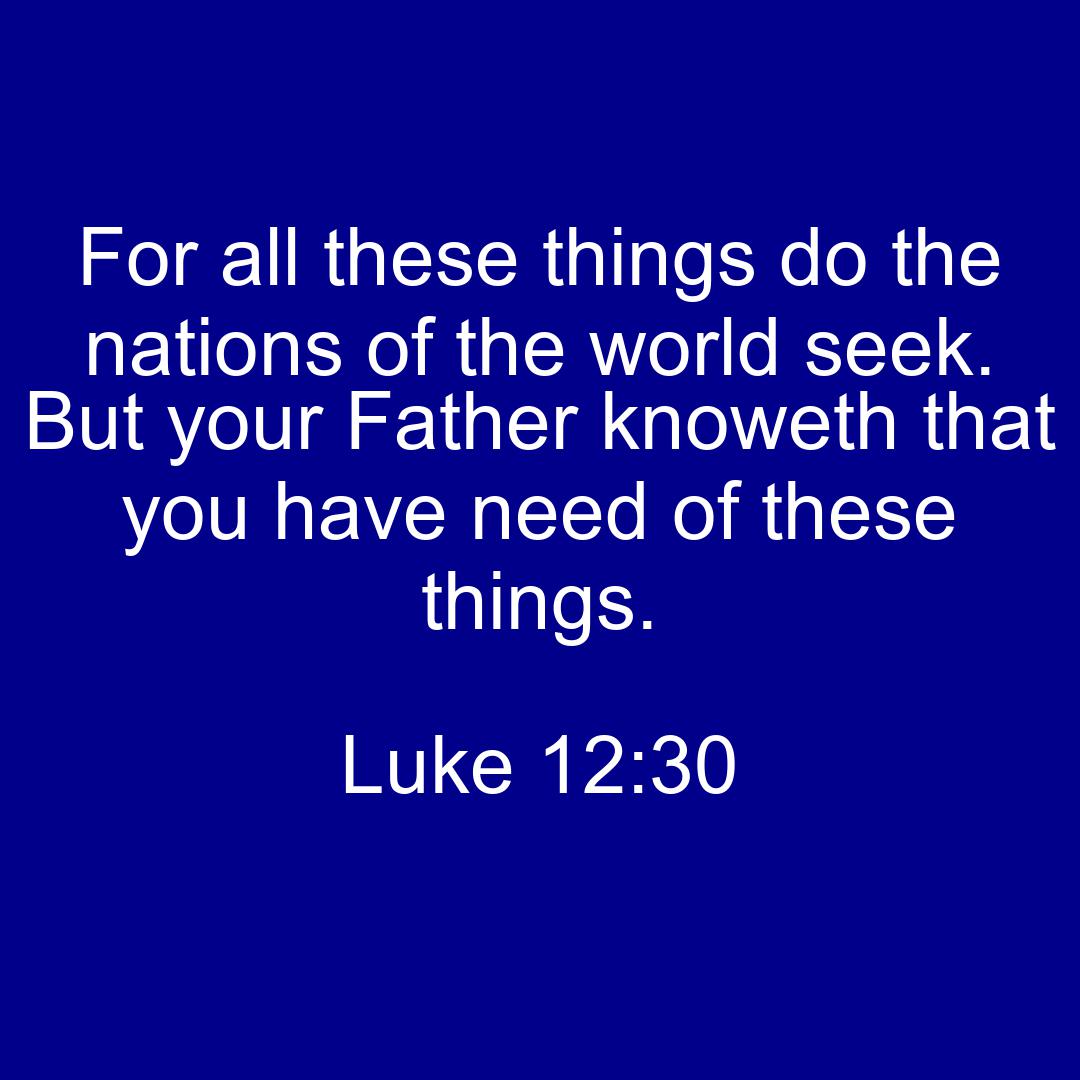 For all these things do the
nations of the world seek.
But your Father knoweth that
you have need of these
things.
Luke 12:30